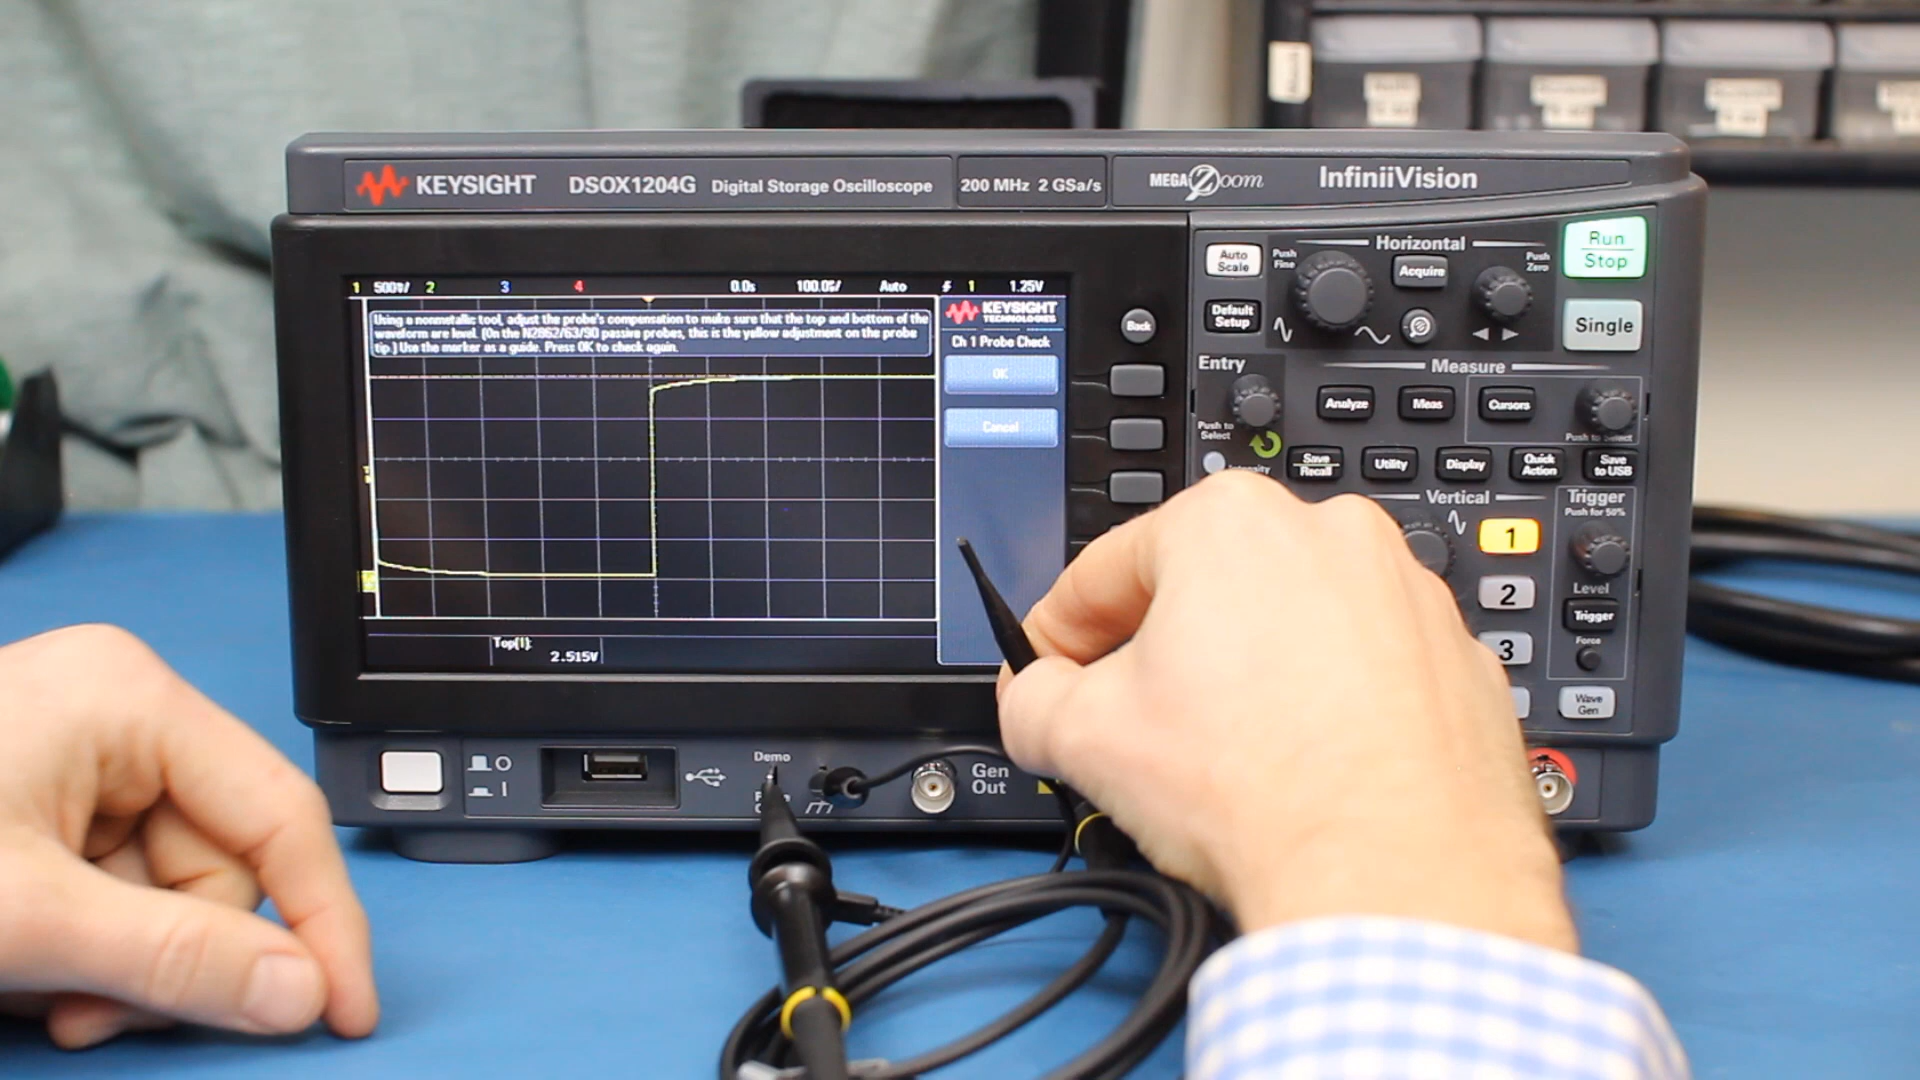 KEYSIGHT DSOX1204G Digital Storage Oscilloscope 200 MHz 2 GSa/s MEGA Zoom InfiniiVision
1 500V/ 2 3 4 0.0s 100.0s/ Auto 1 1.25V
Using a nonmetallic tool, adjust the probe's compensation to make sure that the top and bottom of the
waveform are level. (On the N2862/63/90 passive probes, this is the yellow adjustment on the probe
tip.) Use the marker as a guide. Press OK to check again.
KEYSIGHT
TECHNOLOGIES
Ch 1 Probe Check
OK
Cancel
Top(1):
2.515V
Back
Auto
Scale
Default
Setup
Push
Fine
Horizontal
Acquire
Push
Zero
Run
Stop
Single
Entry
Push to
Select
Intensity
Measure
Analyze
Meas
Cursors
Push to Select
Save
Recall
Utility
Display
Quick
Action
Save
to USB
Vertical
1
2
3
Trigger
Push for 50%
Level
Trigger
Force
Wave
Gen
Demo
Gen
Out